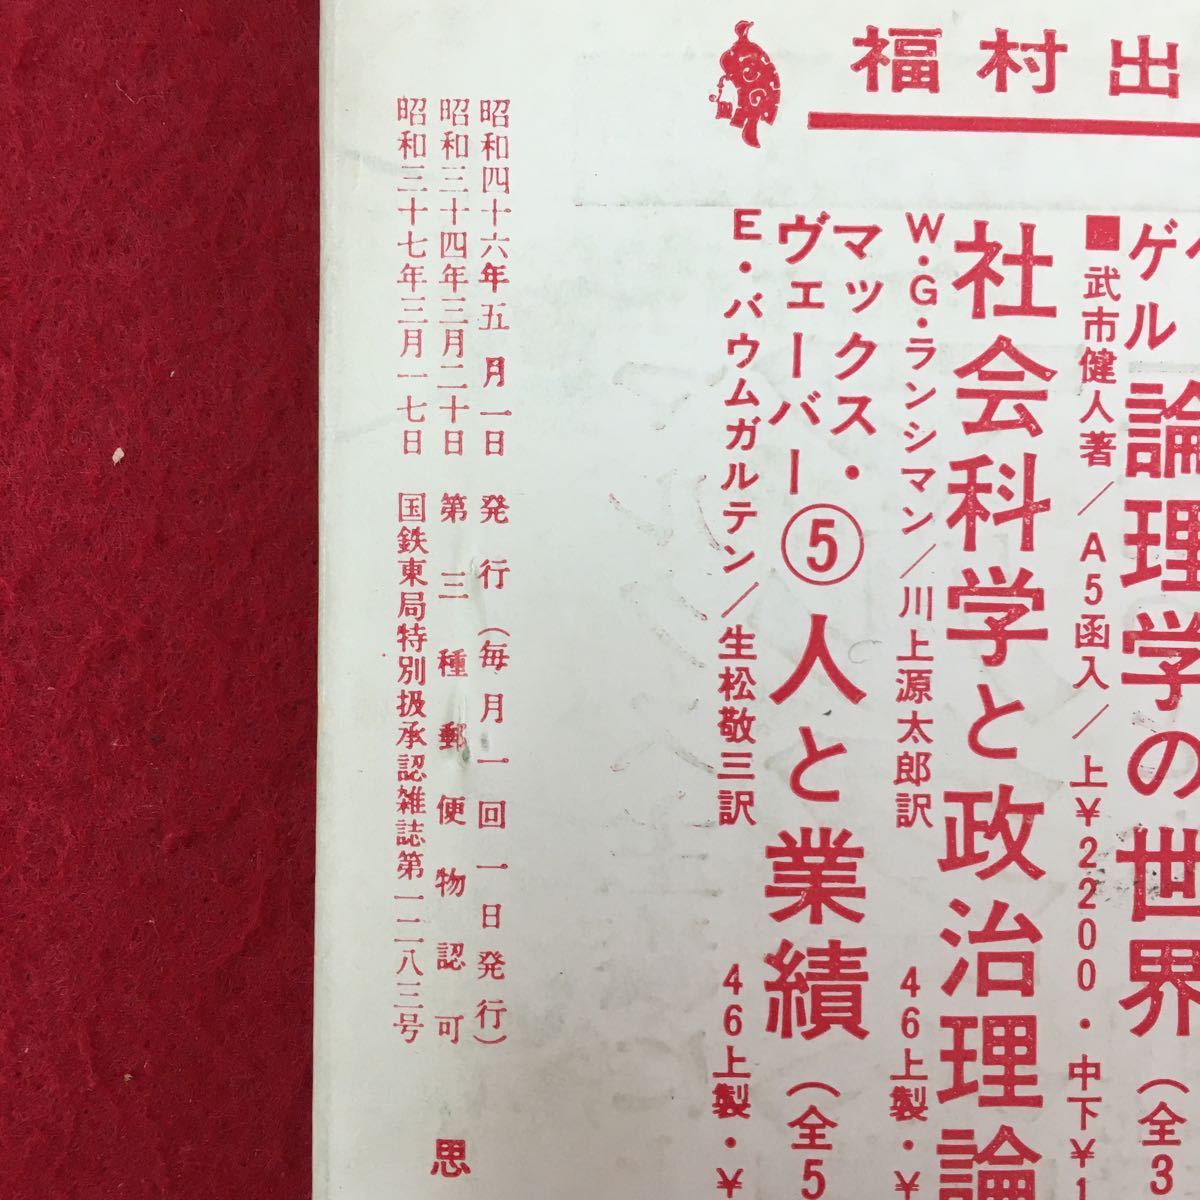 福村出
ゲル論理学の世界(全3
■武市健人著/A5函入/上¥2200・中下¥1
社会科学と政治理論
W・G・ランシマン/川上源太郎訳 46上製・¥
マックス・
ヴェーバー⑤人と業績(全5
E・バウムガルテン/生松敬三訳 46上製・¥
昭和四十六年五月一日 発行(毎月一回一日発行)
昭和三十四年三月二十日 第三種郵便物認可 思
昭和三十七年三月一七日 国鉄東局特別扱承認雑誌第一二八三号